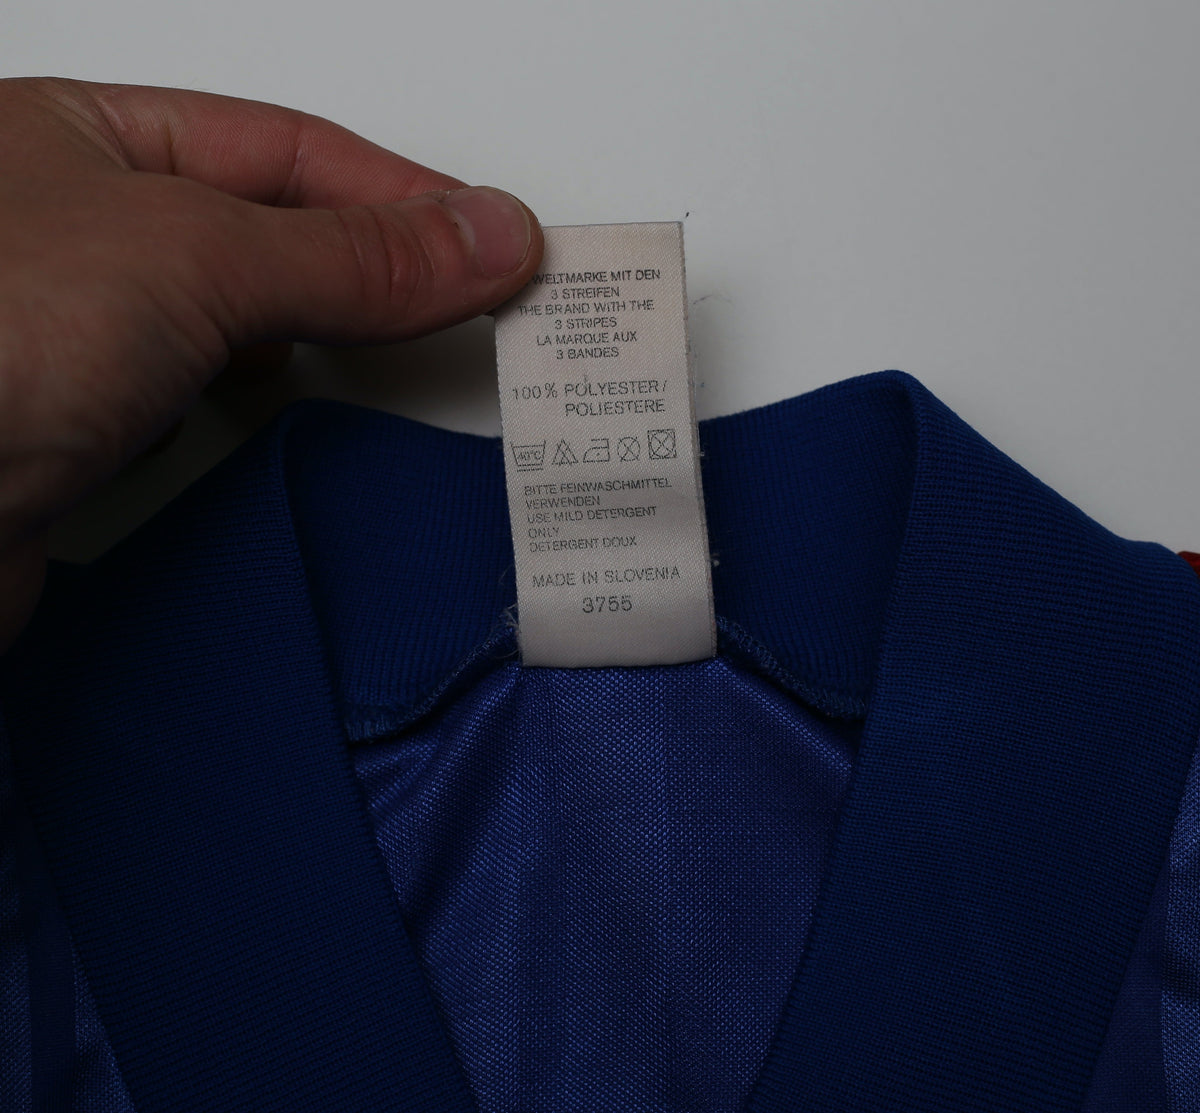 WELTMARKE MIT DEN
3 STREIFEN
THE BRAND WITH THE
3 STRIPES
LA MARQUE AUX
3 BANDES
100% POLYESTER/
POLIESTERE
40°C
BITTE FEINWASCHMITTEL
VERWENDEN
USE MILD DETERGENT
ONLY
DETERGENT DOUX
MADE IN SLOVENIA
3755